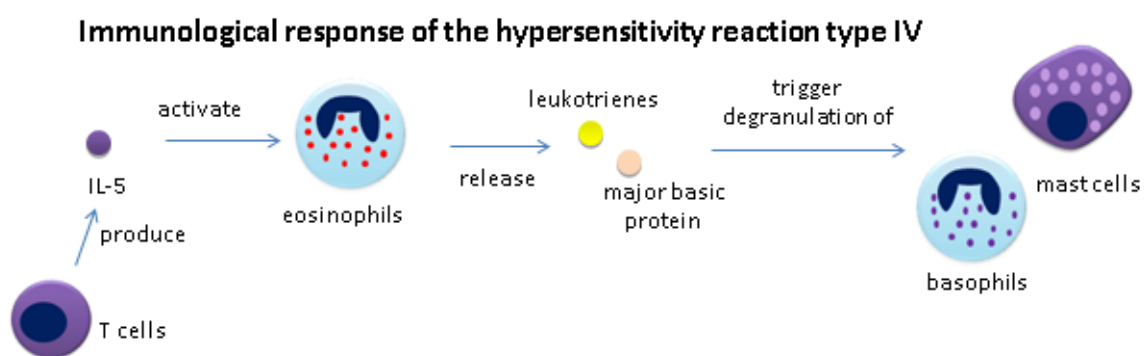 Immunological response of the hypersensitivity reaction type IV
activate
IL-5
produce
T cells
eosinophils
release
leukotrienes
major basic
protein
trigger
degranulation of
mast cells
basophils